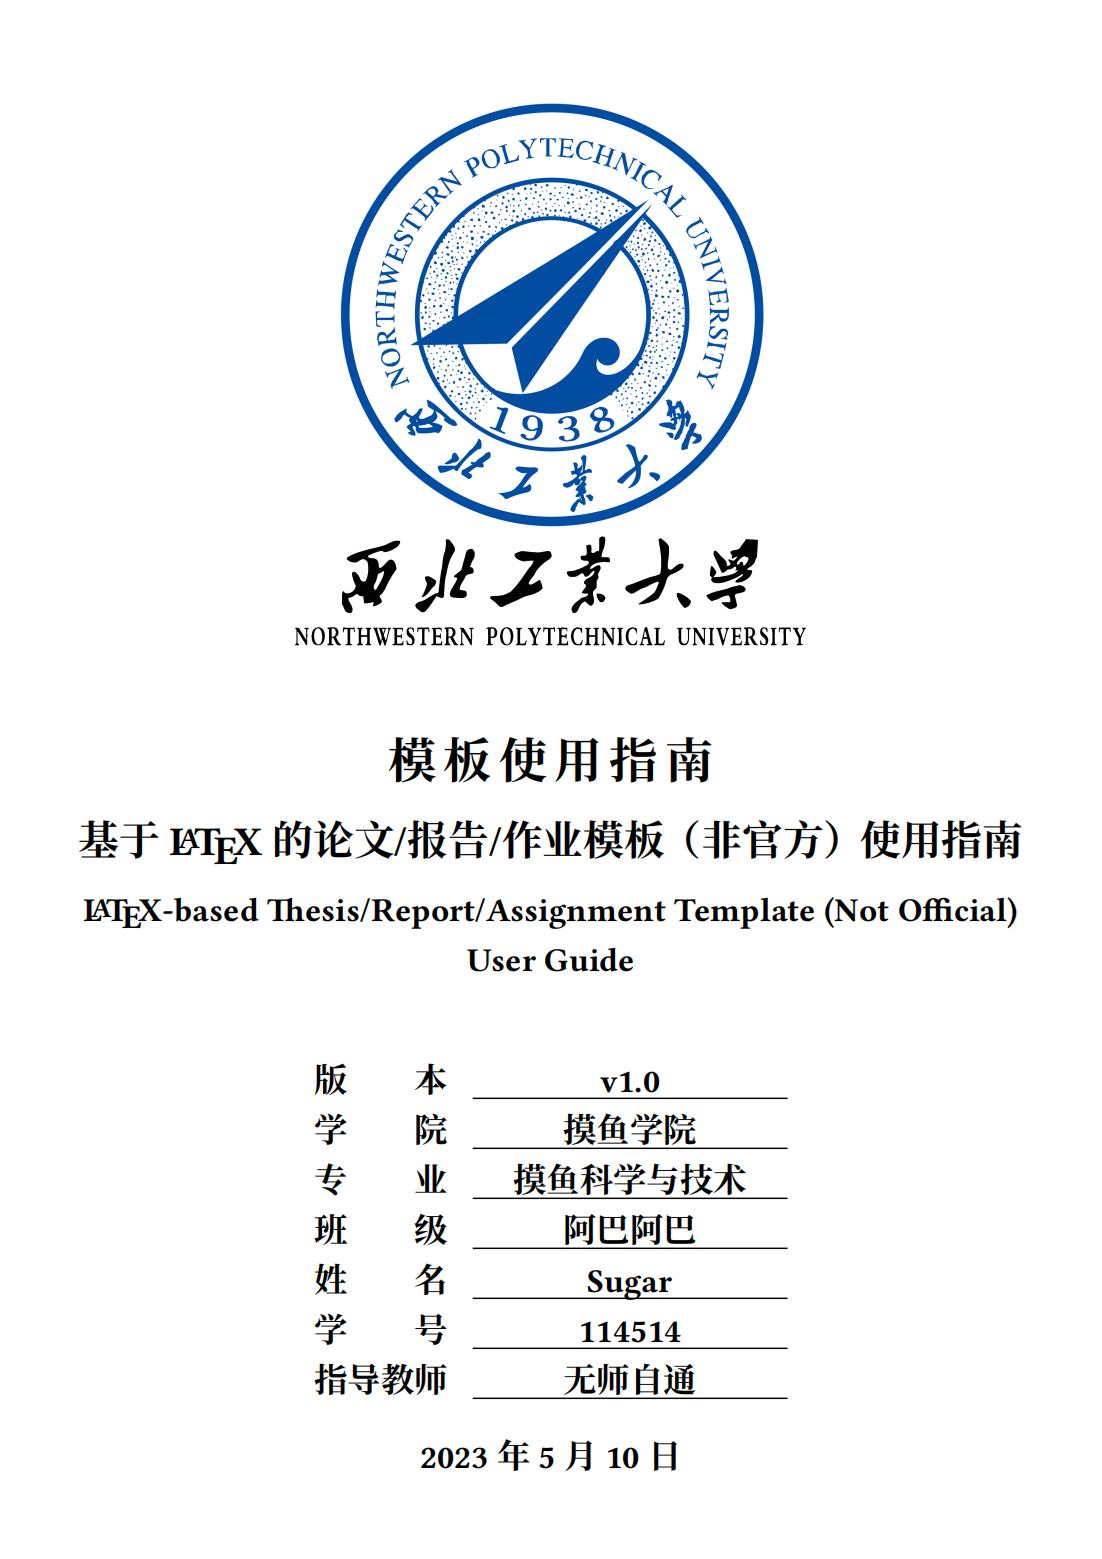 NORTHWESTERN POLYTECHNICAL UNIVERSITY
1938
西北工業大學
西北工業大學
NORTHWESTERN POLYTECHNICAL UNIVERSITY
模板使用指南
基于 LATEX 的论文/报告/作业模板（非官方）使用指南
LATEX-based Thesis/Report/Assignment Template (Not Official)
User Guide
版 本 v1.0
学 院 摸鱼学院
专 业 摸鱼科学与技术
班 级 阿巴阿巴
姓 名 Sugar
学 号 114514
指导教师 无师自通
2023 年 5 月 10 日